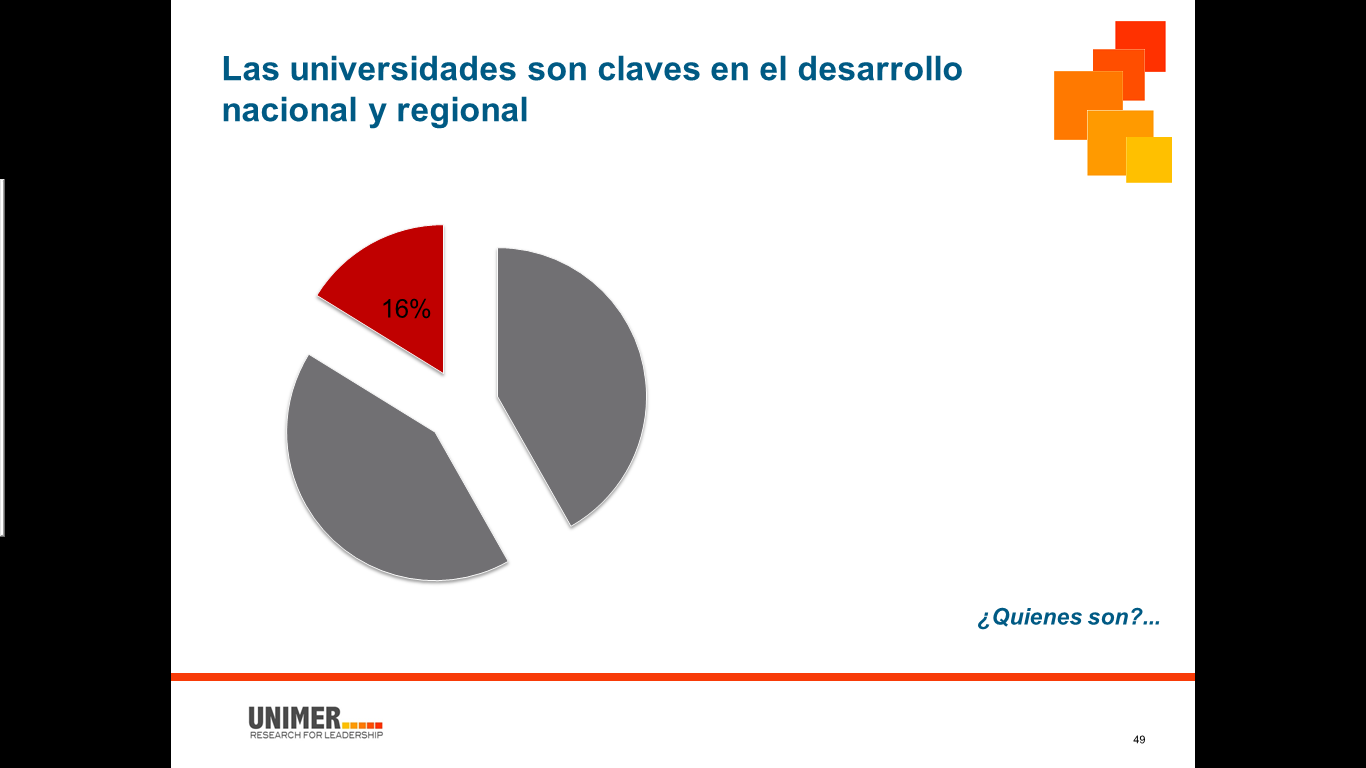 Las universidades son claves en el desarrollo
nacional y regional
16%
¿Quienes son?...
UNIMER
RESEARCH FOR LEADERSHIP
49